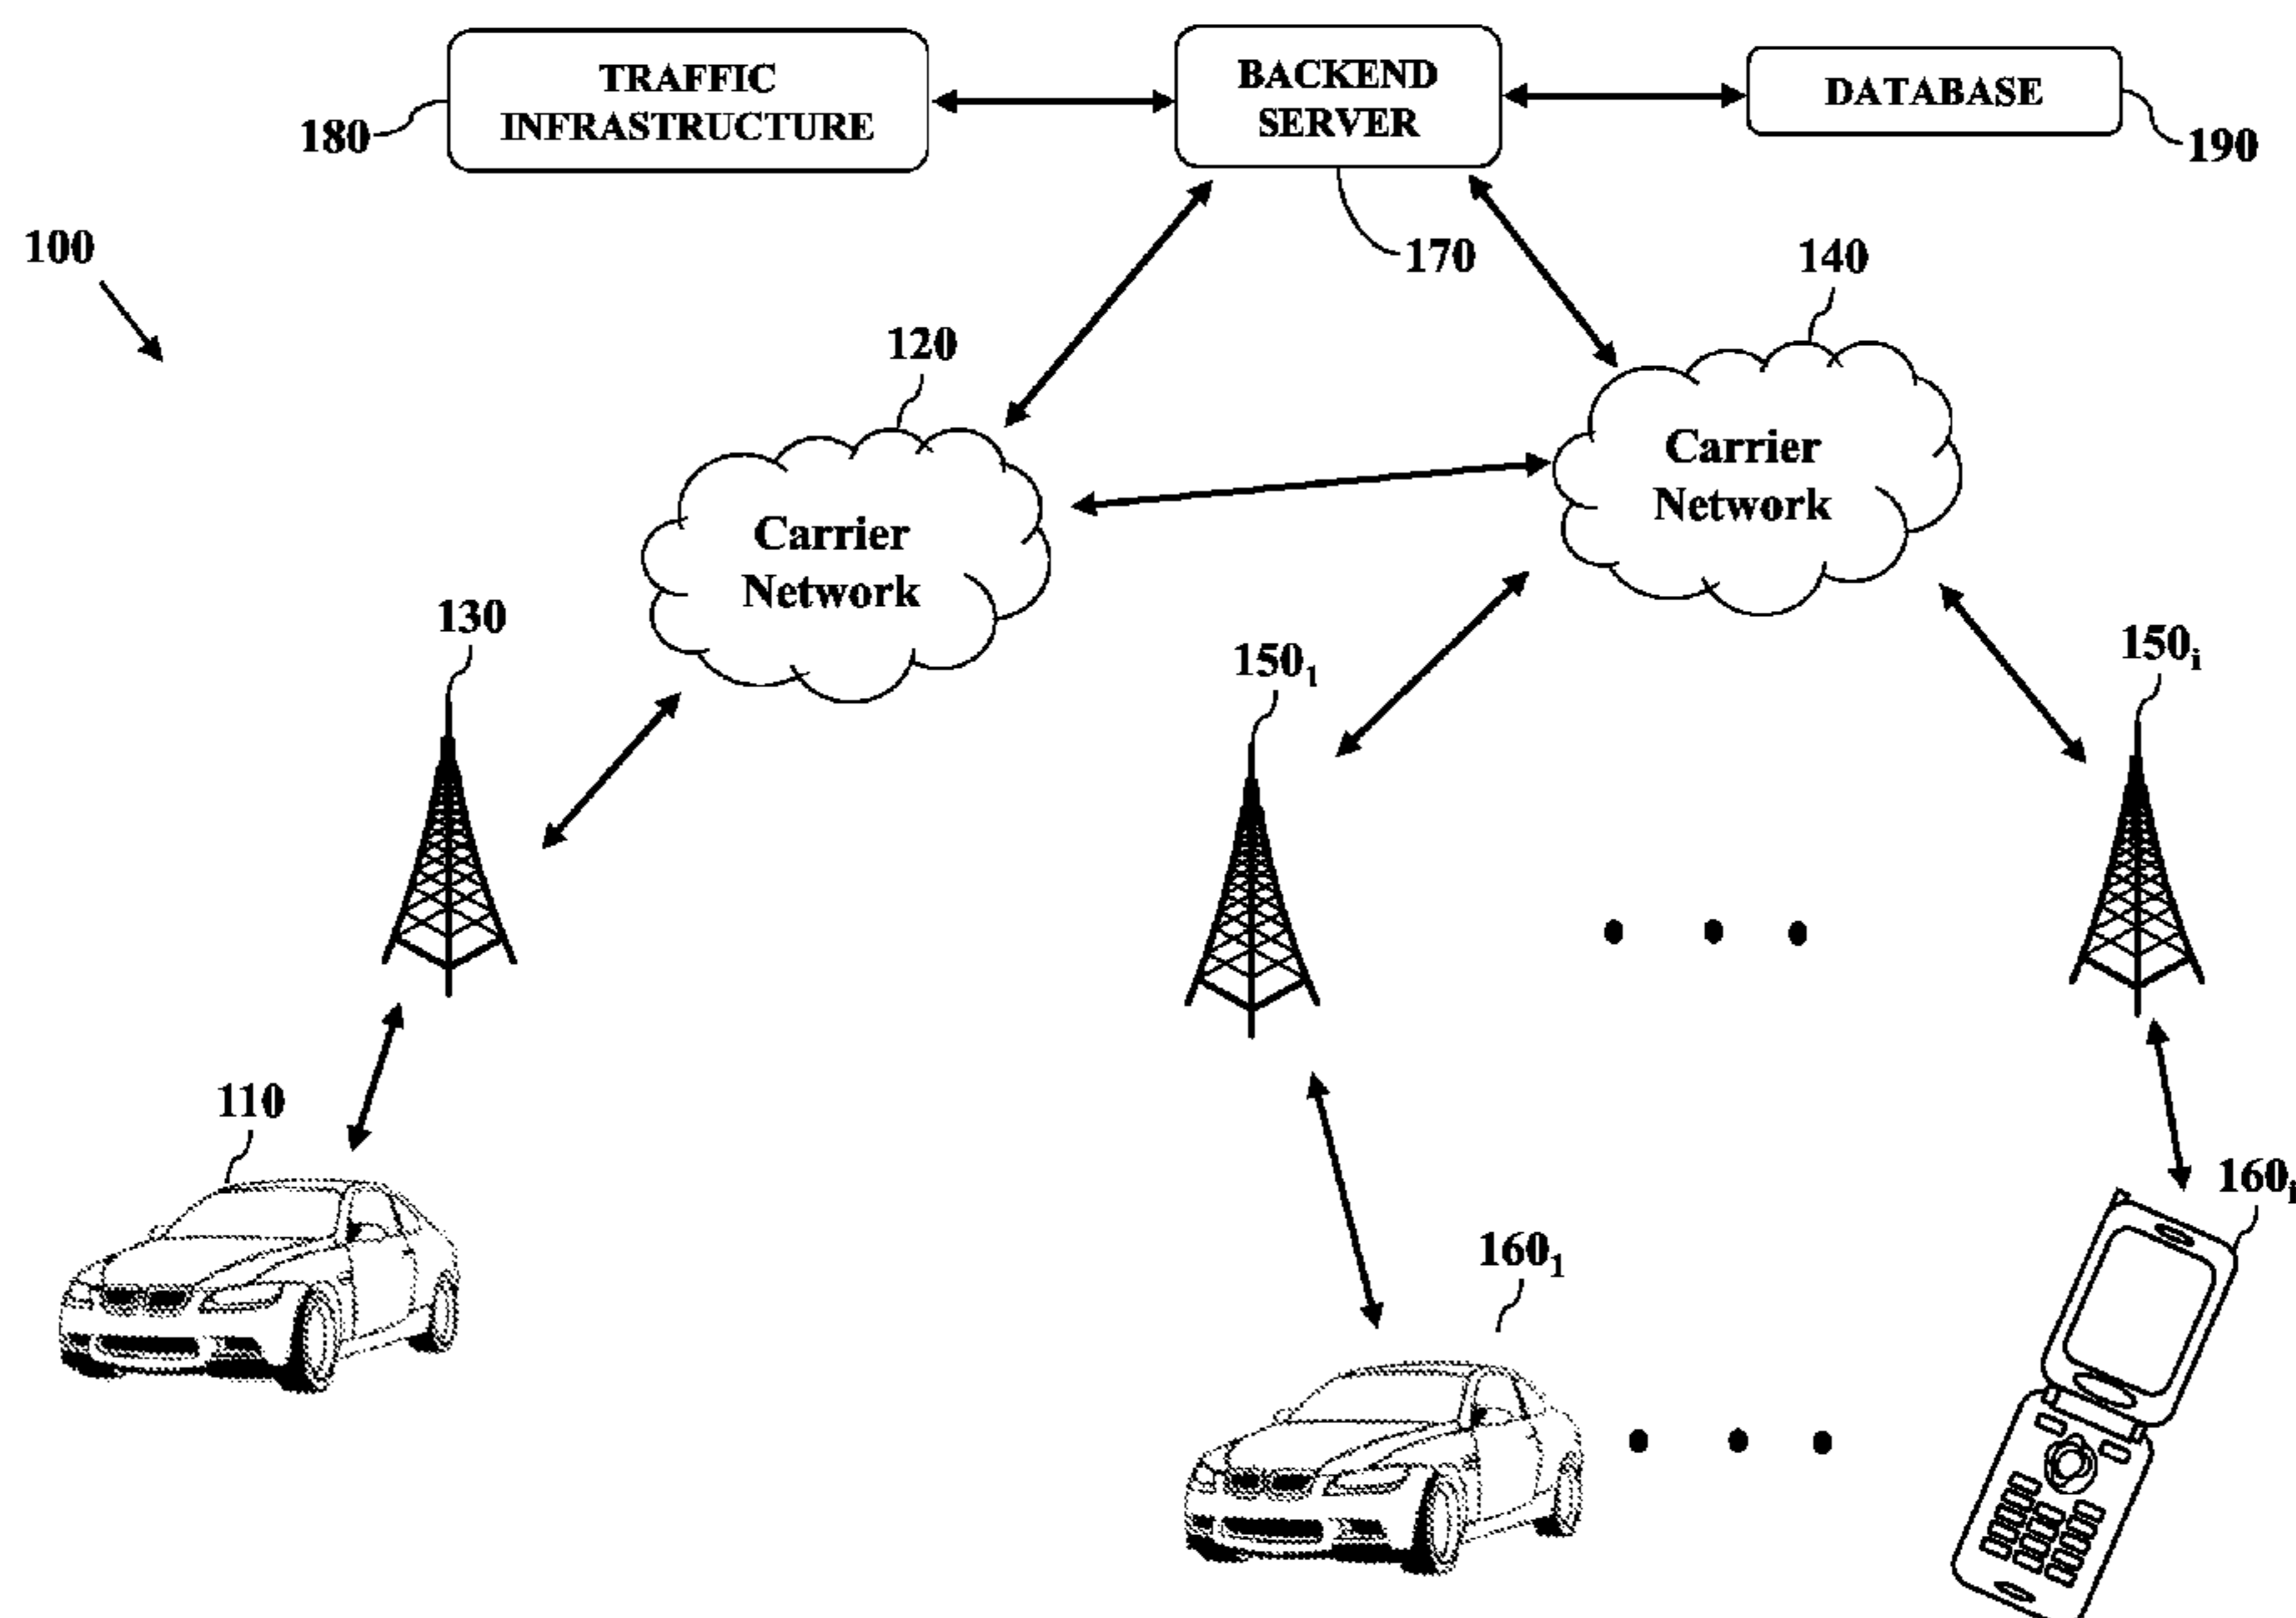 TRAFFIC
INFRASTRUCTURE
BACKEND
SERVER
DATABASE
180
190
100
170
140
120
Carrier
Network
Carrier
Network
130
150₁
150ᵢ
110
160ᵢ
160₁